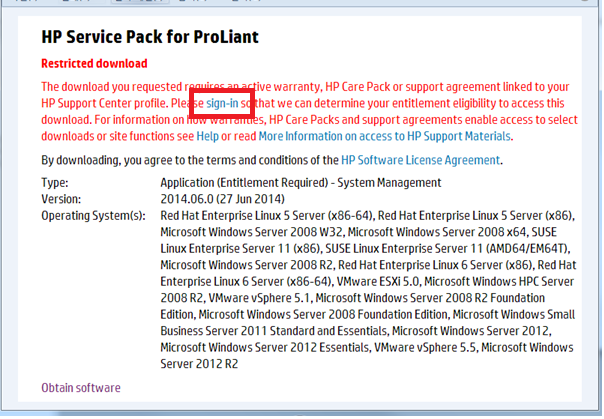 HP Service Pack for ProLiant
Restricted download
The download you requested requires an active warranty, HP Care Pack or support agreement linked to your
HP Support Center profile. Please sign-in so that we can determine your entitlement eligibility to access this
download. For information on how warranties, HP Care Packs and support agreements enable access to select
downloads or site functions see Help or read More Information on access to HP Support Materials.
By downloading, you agree to the terms and conditions of the HP Software License Agreement.
Type: Application (Entitlement Required) - System Management
Version: 2014.06.0 (27 Jun 2014)
Operating System(s): Red Hat Enterprise Linux 5 Server (x86-64), Red Hat Enterprise Linux 5 Server (x86),
Microsoft Windows Server 2008 W32, Microsoft Windows Server 2008 x64, SUSE
Linux Enterprise Server 11 (x86), SUSE Linux Enterprise Server 11 (AMD64/EM64T),
Microsoft Windows Server 2008 R2, Red Hat Enterprise Linux 6 Server (x86), Red Hat
Enterprise Linux 6 Server (x86-64), VMware ESXi 5.0, Microsoft Windows HPC Server
2008 R2, VMware vSphere 5.1, Microsoft Windows Server 2008 R2 Foundation
Edition, Microsoft Windows Server 2008 Foundation Edition, Microsoft Windows Small
Business Server 2011 Standard and Essentials, Microsoft Windows Server 2012,
Microsoft Windows Server 2012 Essentials, VMware vSphere 5.5, Microsoft Windows
Server 2012 R2
Obtain software